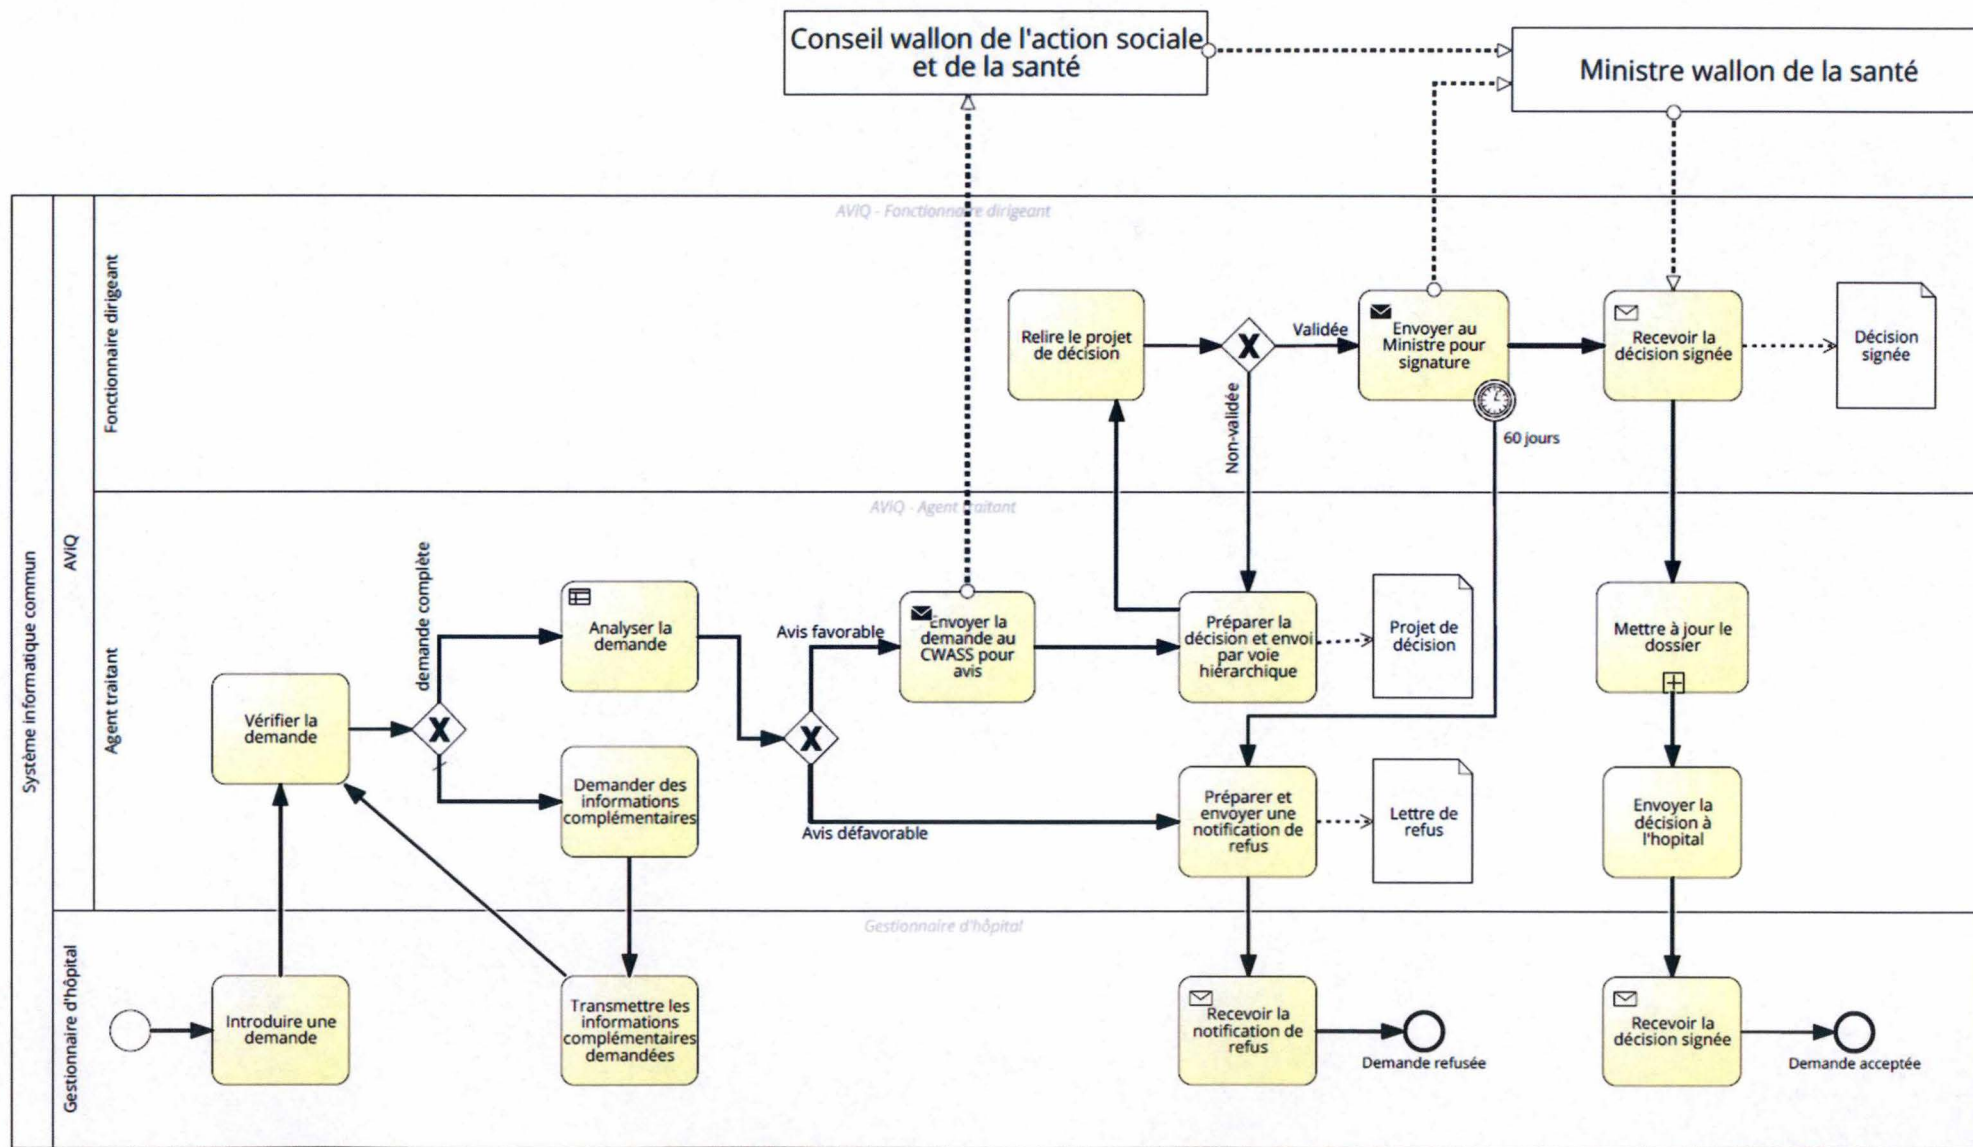 Conseil wallon de l'action sociale
et de la santé
Ministre wallon de la santé
Système informatique commun
AViQ
Fonctionnaire dirigeant
AViQ - Fonctionnaire dirigeant
Relire le projet
de décision
Validée
Non-validée
Envoyer au
Ministre pour
signature
60 jours
Recevoir la
décision signée
Décision
signée
Agent traitant
AViQ - Agent traitant
Vérifier la
demande
demande complète
Analyser la
demande
Demander des
informations
complémentaires
Avis favorable
Avis défavorable
Envoyer la
demande au
CWASS pour
avis
Préparer la
décision et envoi
par voie
hiérarchique
Projet de
décision
Préparer et
envoyer une
notification de
refus
Lettre de
refus
Mettre à jour le
dossier
Envoyer la
décision à
l'hopital
Gestionnaire d'hôpital
Gestionnaire d'hôpital
Introduire une
demande
Transmettre les
informations
complémentaires
demandées
Recevoir la
notification de
refus
Demande refusée
Recevoir la
décision signée
Demande acceptée